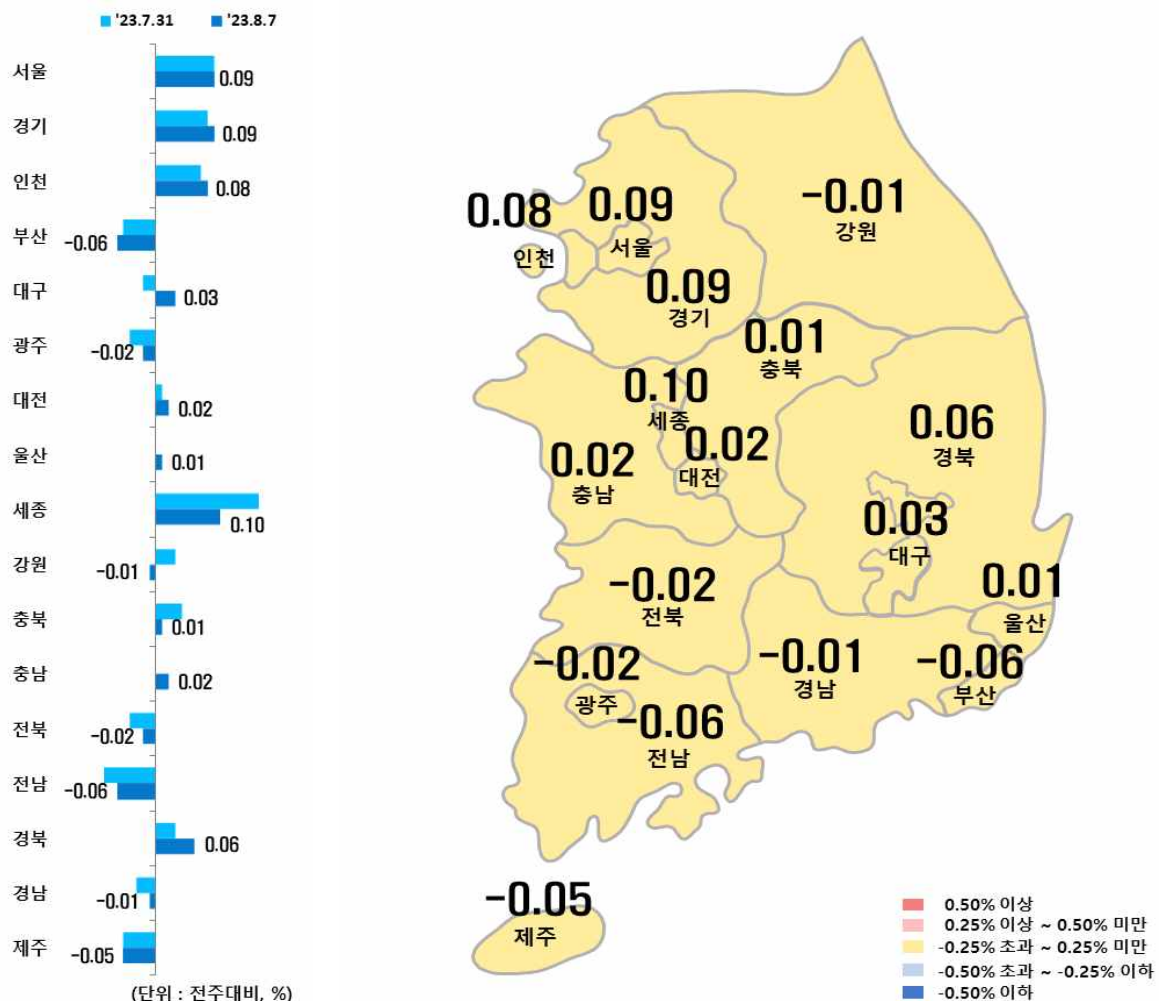 '23.7.31 '23.8.7
서울 0.09
경기 0.09
인천 0.08
부산 -0.06
대구 0.03
광주 -0.02
대전 0.02
울산 0.01
세종 0.10
강원 -0.01
충북 0.01
충남 0.02
전북 -0.02
전남 -0.06
경북 0.06
경남 -0.01
제주 -0.05
(단위 : 전주대비, %)
-0.01
강원
0.08
인천
0.09
서울
0.09
경기
0.01
충북
0.10
세종
0.02
대전
0.02
충남
0.06
경북
0.03
대구
0.01
울산
-0.02
전북
-0.01
경남
-0.06
부산
-0.02
광주
-0.06
전남
-0.05
제주
0.50% 이상
0.25% 이상 ~ 0.50% 미만
-0.25% 초과 ~ 0.25% 미만
-0.50% 초과 ~ -0.25% 이하
-0.50% 이하